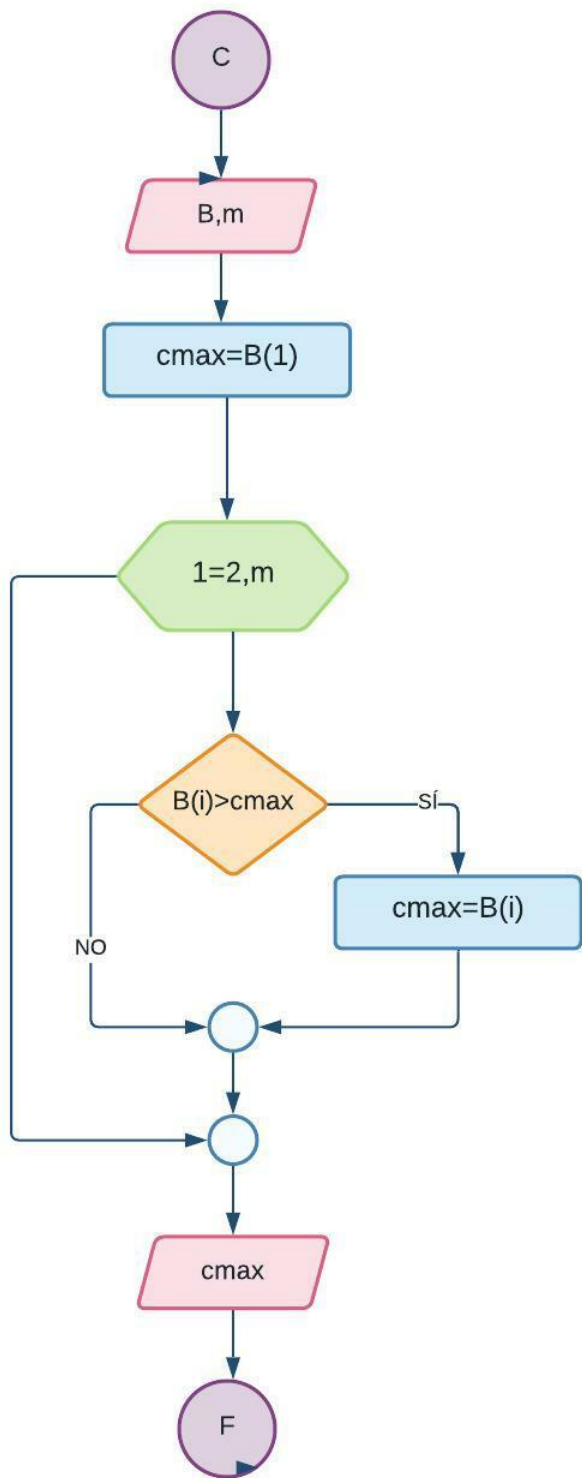 C
B,m
cmax=B(1)
1=2,m
B(i)>cmax
SÍ
cmax=B(i)
NO
cmax
F